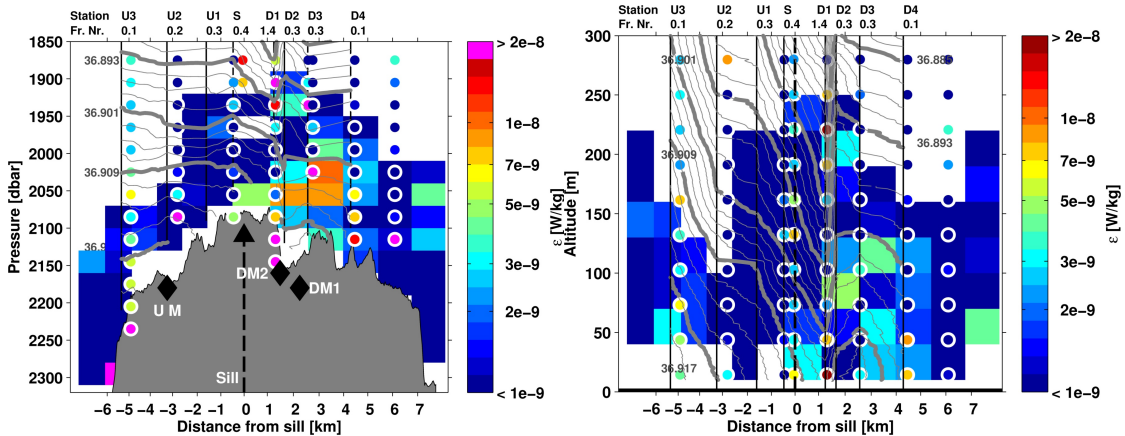 Station U3 U2 U1 S D1 D2 D3 D4
Fr. Nr. 0.1 0.2 0.3 0.4 1.4 0.3 0.3 0.1
1850
1900
1950
2000
2050
2100
2150
2200
2250
2300
Pressure [dbar]
36.893
36.901
36.909
36.9
U M
DM2
DM1
Sill
−6 −5 −4 −3 −2 −1 0 1 2 3 4 5 6 7
Distance from sill [km]
> 2e−8
1e−8
7e−9
5e−9
3e−9
2e−9
< 1e−9
ε [W/kg]
Station U3 U2 U1 S D1 D2 D3 D4
Fr. Nr. 0.1 0.2 0.3 0.4 1.4 0.3 0.3 0.1
300
250
200
150
100
50
0
Altitude [m]
36.901
36.909
36.917
36.893
−6 −5 −4 −3 −2 −1 0 1 2 3 4 5 6 7
Distance from sill [km]
> 2e−8
1e−8
7e−9
5e−9
3e−9
2e−9
< 1e−9
ε [W/kg]